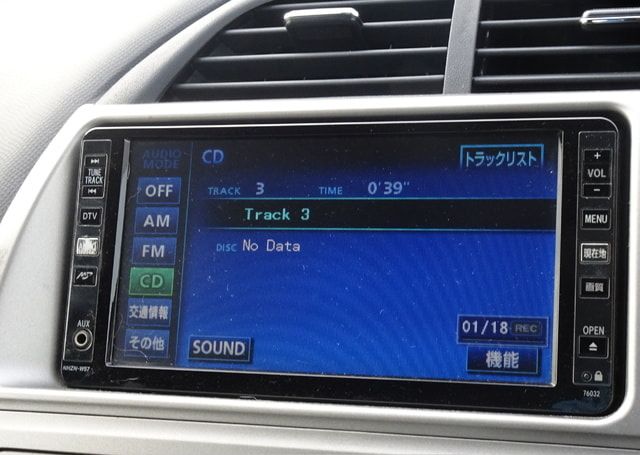 AUDIO MODE
CD
トラックリスト
TRACK 3 TIME 0'39"
Track 3
DISC No Data
01/18 REC
SOUND
機能
OFF
AM
FM
CD
交通情報
その他
TUNE TRACK
DTV
AUDIO
AUX
NHZN-W57
+
VOL
−
MENU
現在地
画質
OPEN
76032